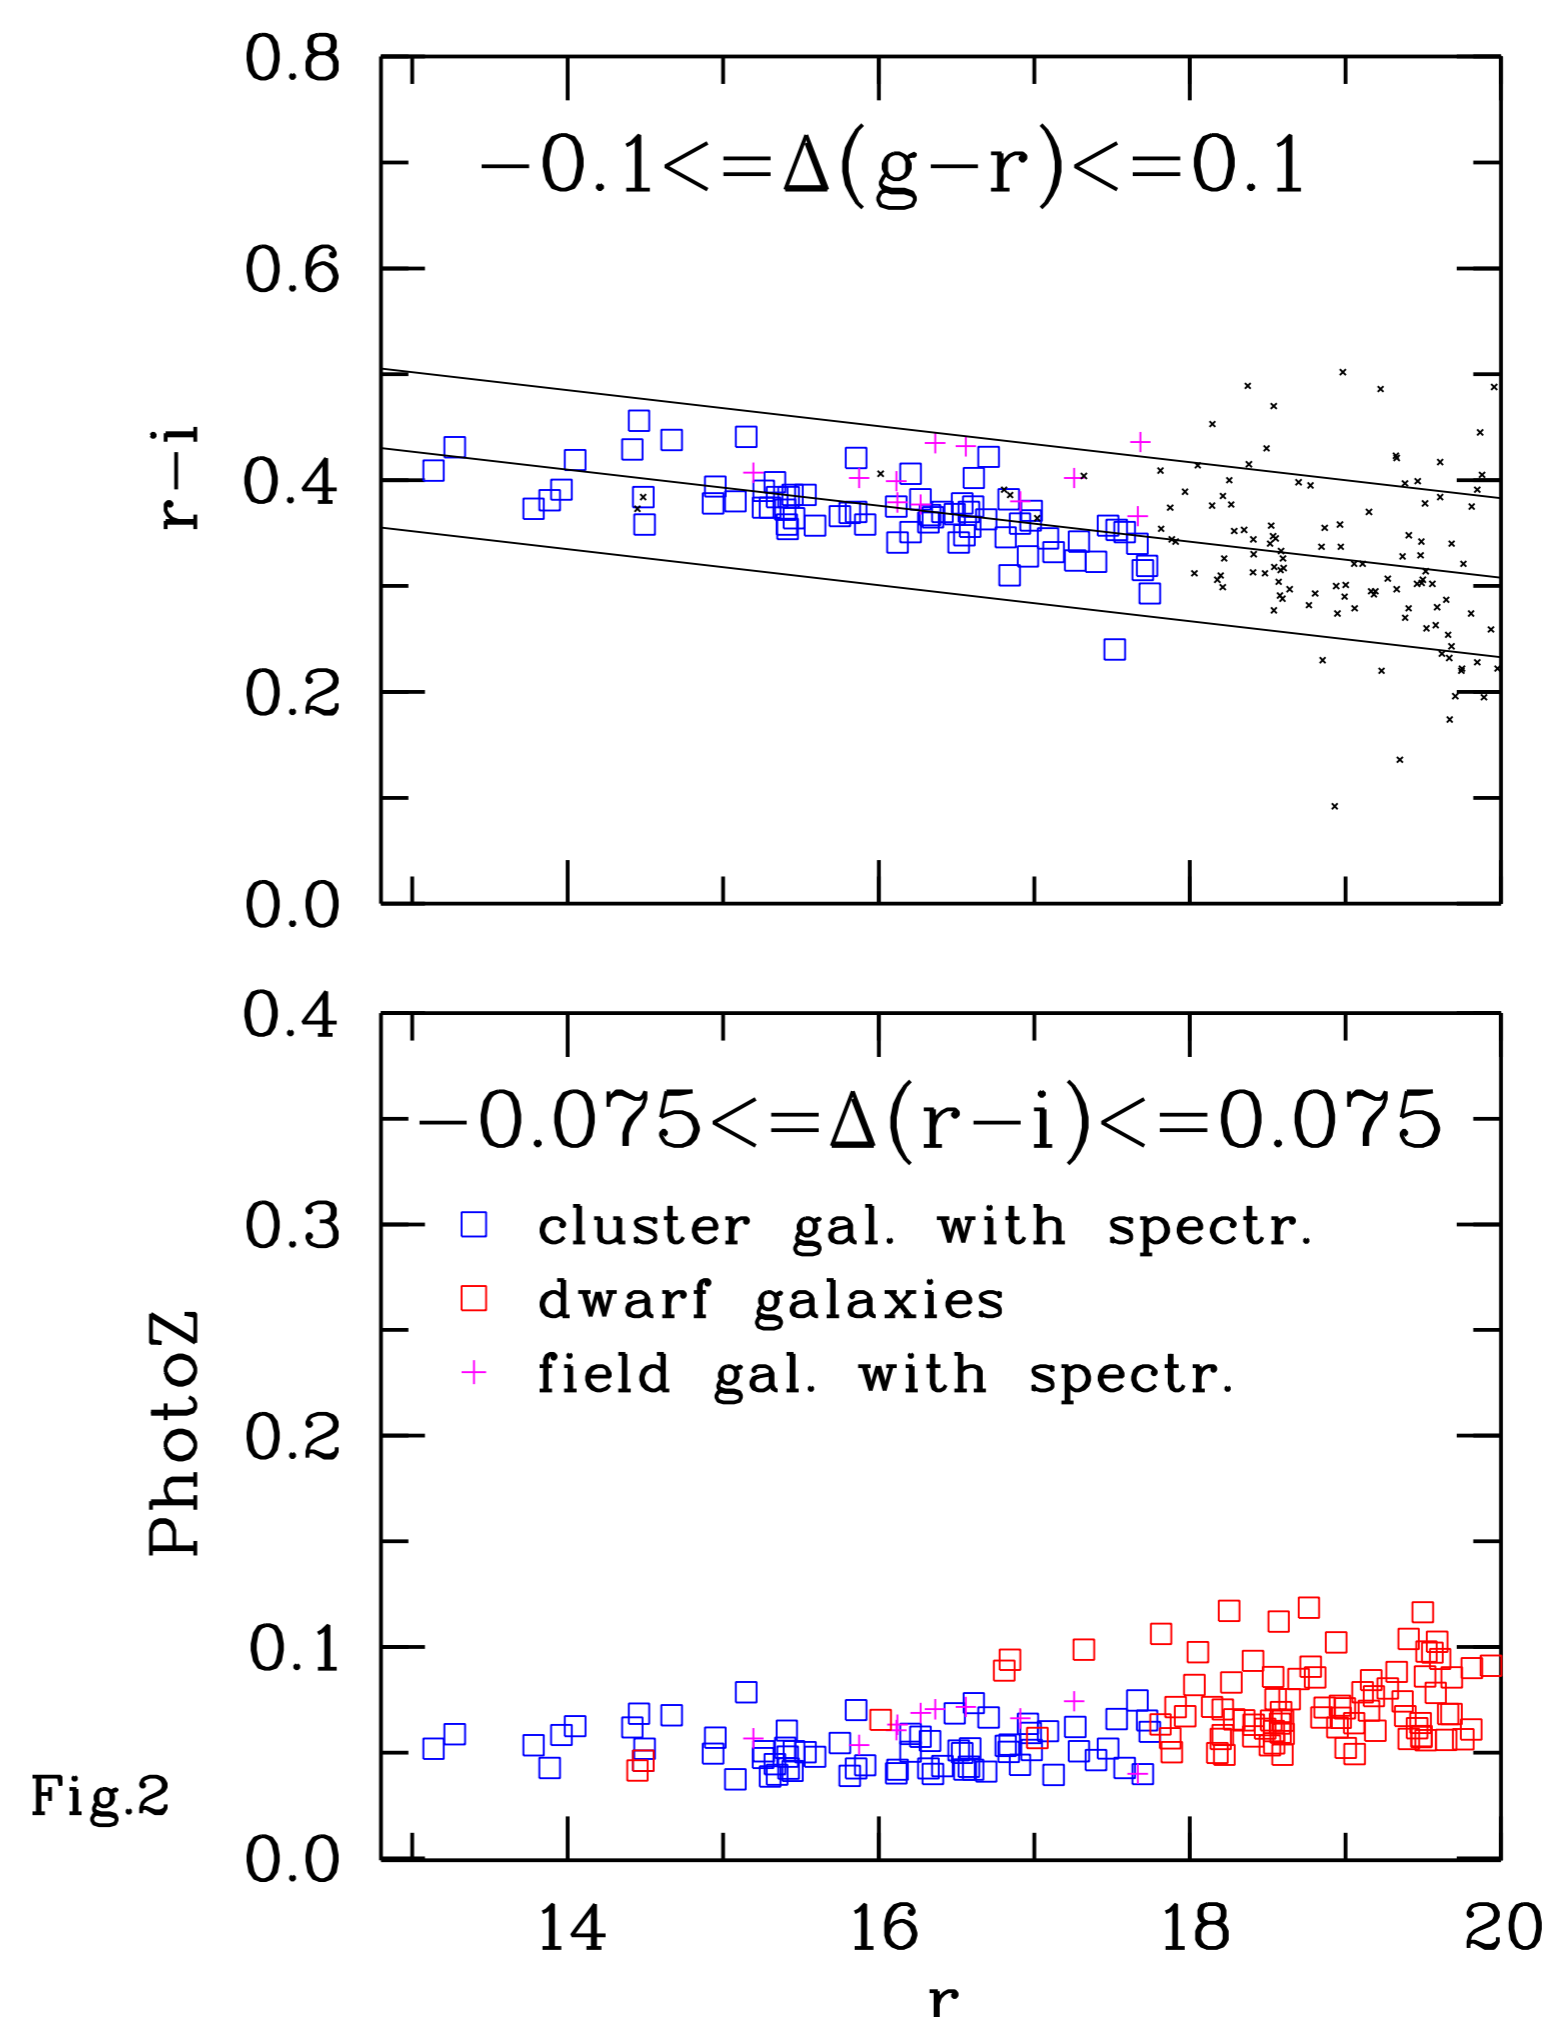 0.8
−0.1<=Δ(g−r)<=0.1
0.6
r−i
0.4
0.2
0.0
0.4
−0.075<=Δ(r−i)<=0.075
0.3
cluster gal. with spectr.
dwarf galaxies
field gal. with spectr.
PhotoZ
0.2
0.1
Fig.2
0.0
14 16 18 20
r